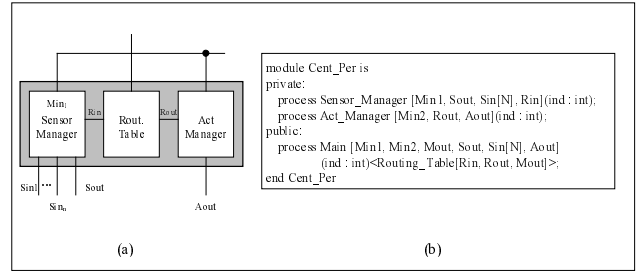 Min1
Sensor
Manager
Rin
Rout.
Table
Rout
Act
Manager
Sin1 ...
Sinn
Sout
Aout
(a)
module Cent_Per is
private:
process Sensor_Manager [Min1, Sout, Sin[N], Rin](ind : int);
process Act_Manager [Min2, Rout, Aout](ind : int);
public:
process Main [Min1, Min2, Mout, Sout, Sin[N], Aout]
(ind : int)<Routing_Table[Rin, Rout, Mout]>;
end Cent_Per
(b)